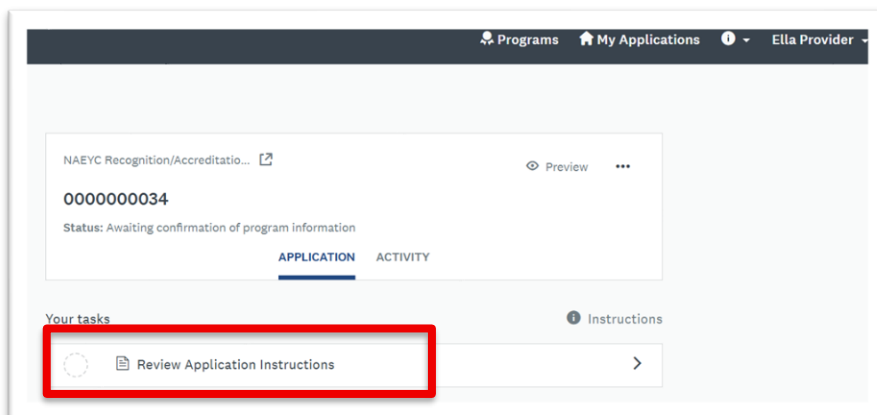 Programs My Applications Ella Provider
NAEYC Recognition/Accreditatio...
Preview
0000000034
Status: Awaiting confirmation of program information
APPLICATION ACTIVITY
Your tasks Instructions
Review Application Instructions